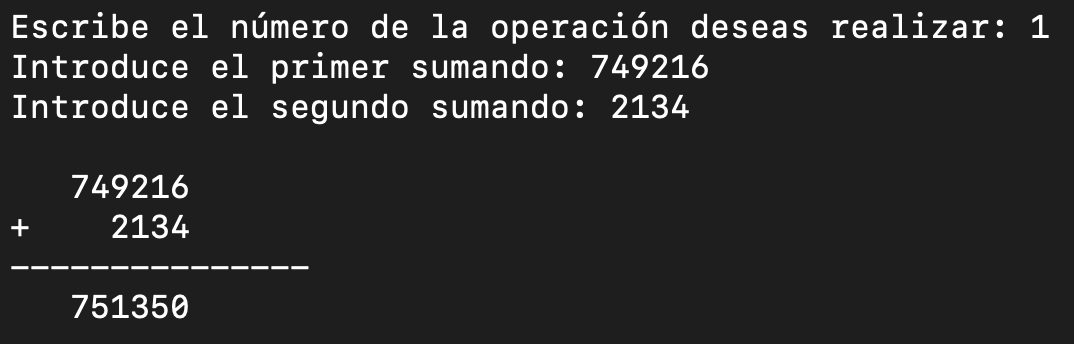 Escribe el número de la operación deseas realizar: 1
Introduce el primer sumando: 749216
Introduce el segundo sumando: 2134
   749216
+    2134
---------------
   751350